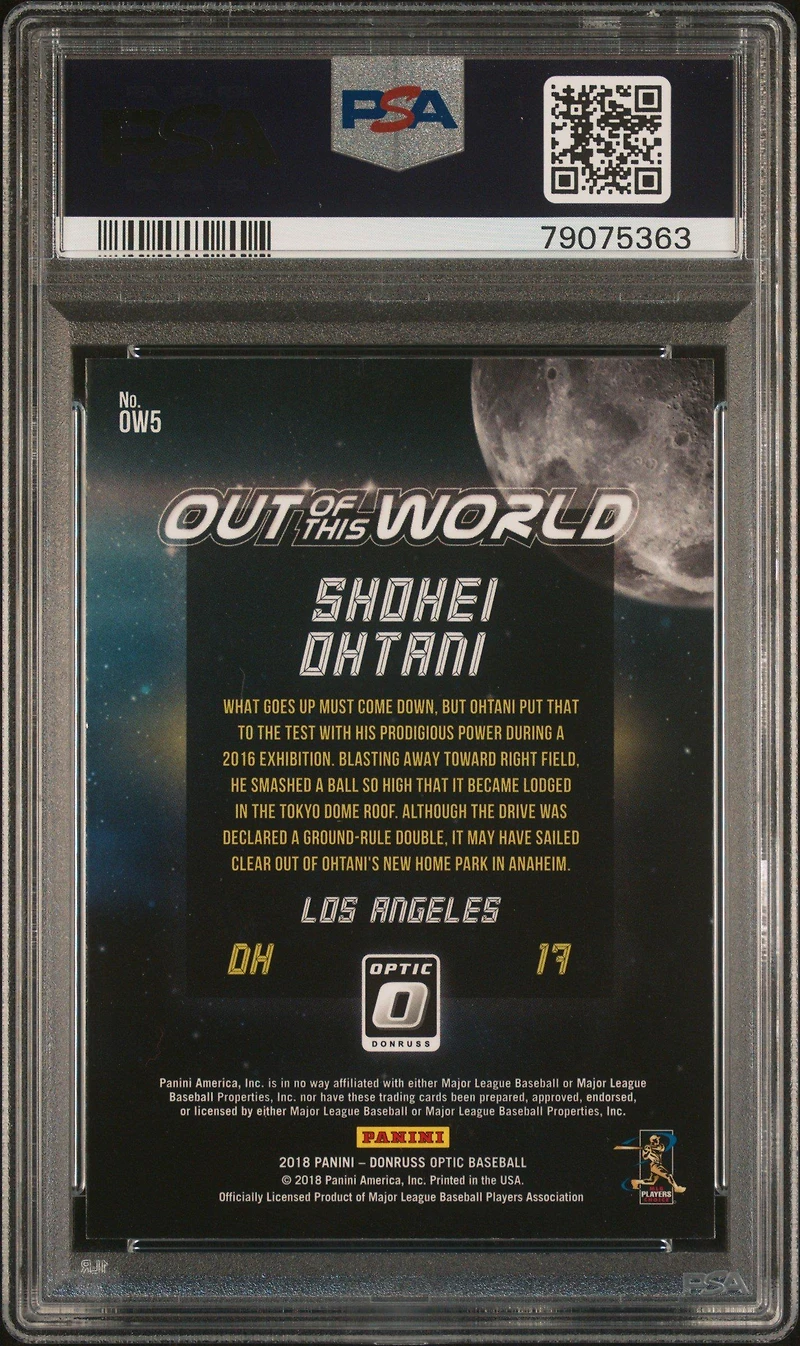 PSA
PSA
79075363
No.
OW5
OUT OF THIS WORLD
SHOHEI
OHTANI
WHAT GOES UP MUST COME DOWN, BUT OHTANI PUT THAT
TO THE TEST WITH HIS PRODIGIOUS POWER DURING A
2016 EXHIBITION. BLASTING AWAY TOWARD RIGHT FIELD,
HE SMASHED A BALL SO HIGH THAT IT BECAME LODGED
IN THE TOKYO DOME ROOF. ALTHOUGH THE DRIVE WAS
DECLARED A GROUND-RULE DOUBLE, IT MAY HAVE SAILED
CLEAR OUT OF OHTANI'S NEW HOME PARK IN ANAHEIM.
LOS ANGELES
DH 17
OPTIC
O
DONRUSS
Panini America, Inc. is in no way affiliated with either Major League Baseball or Major League
Baseball Properties, Inc. nor have these trading cards been prepared, approved, endorsed,
or licensed by either Major League Baseball or Major League Baseball Properties, Inc.
PANINI
2018 PANINI – DONRUSS OPTIC BASEBALL
© 2018 Panini America, Inc. Printed in the USA.
Officially Licensed Product of Major League Baseball Players Association
PLAYERS
CHOICE
PSA